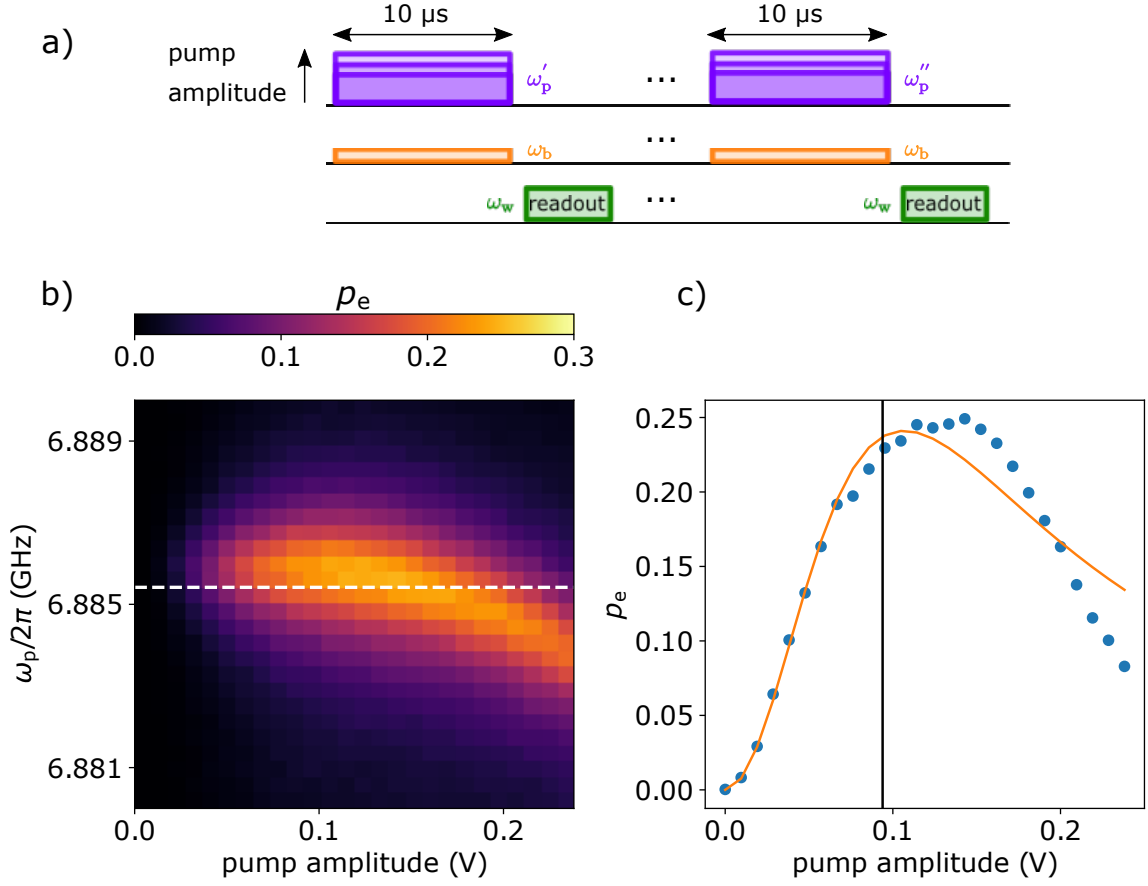 a)
10 μs
10 μs
pump
amplitude
ωp′
...
ωp′′
ωb
...
ωb
ωw
readout
...
ωw
readout
b)
pe
0.0
0.1
0.2
0.3
6.889
6.885
6.881
ωp/2π (GHz)
0.0
0.1
0.2
pump amplitude (V)
c)
0.25
0.20
0.15
0.10
0.05
0.00
pe
0.0
0.1
0.2
pump amplitude (V)